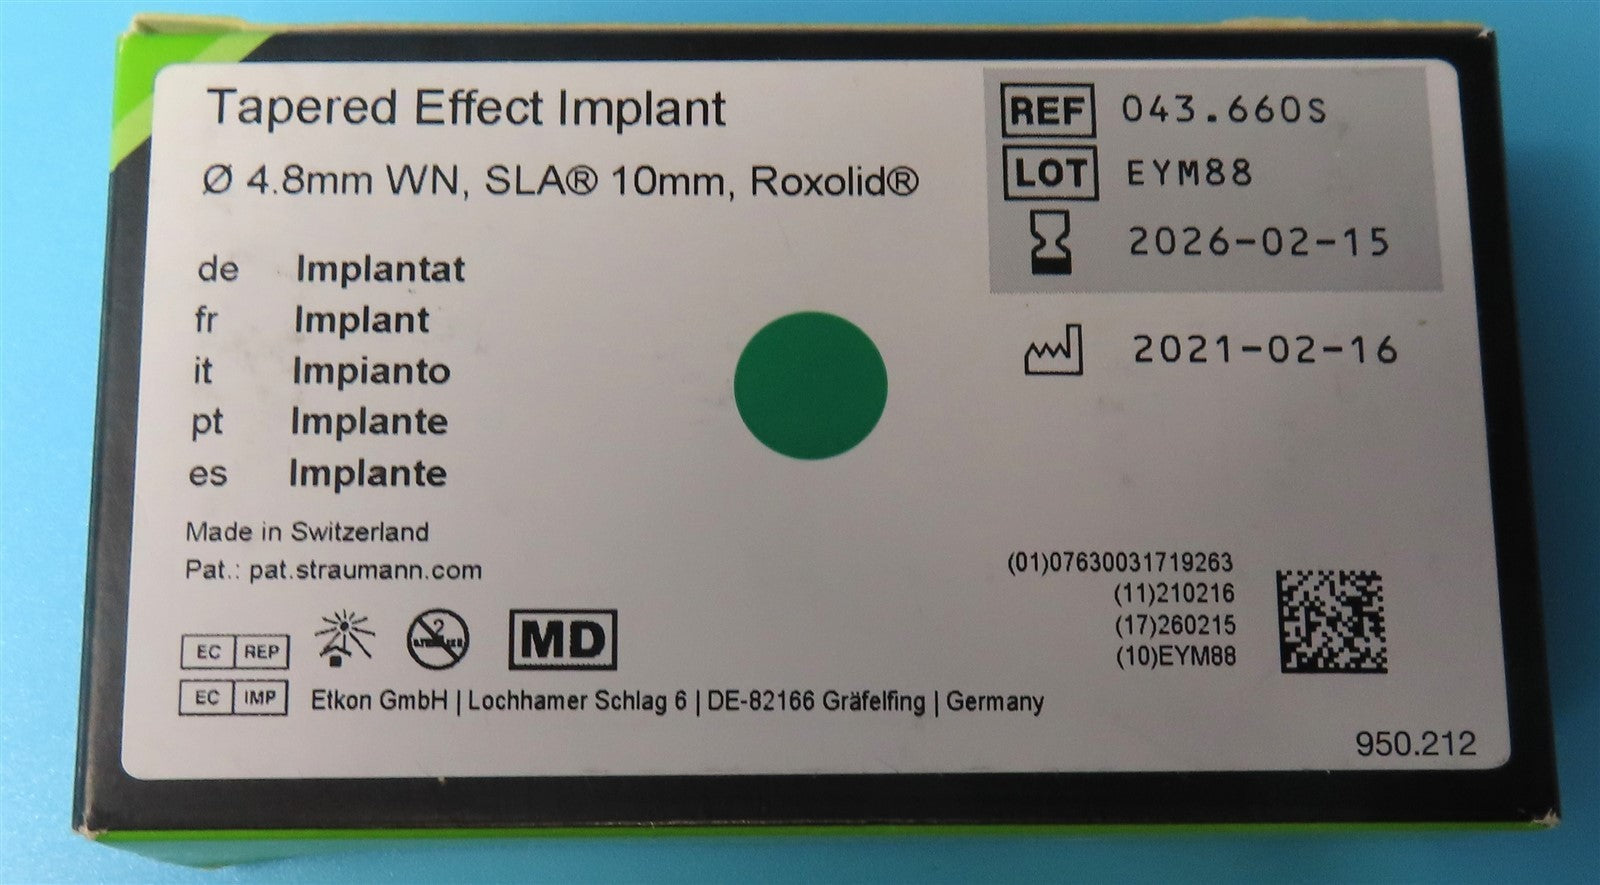 Tapered Effect Implant
Ø 4.8mm WN, SLA® 10mm, Roxolid®
REF 043.660S
LOT EYM88
2026-02-15
2021-02-16
de Implantat
fr Implant
it Impianto
pt Implante
es Implante
Made in Switzerland
Pat.: pat.straumann.com
(01)07630031719263
(11)210216
(17)260215
(10)EYM88
EC REP
2
MD
EC IMP Etkon GmbH | Lochhamer Schlag 6 | DE-82166 Gräfelfing | Germany
950.212